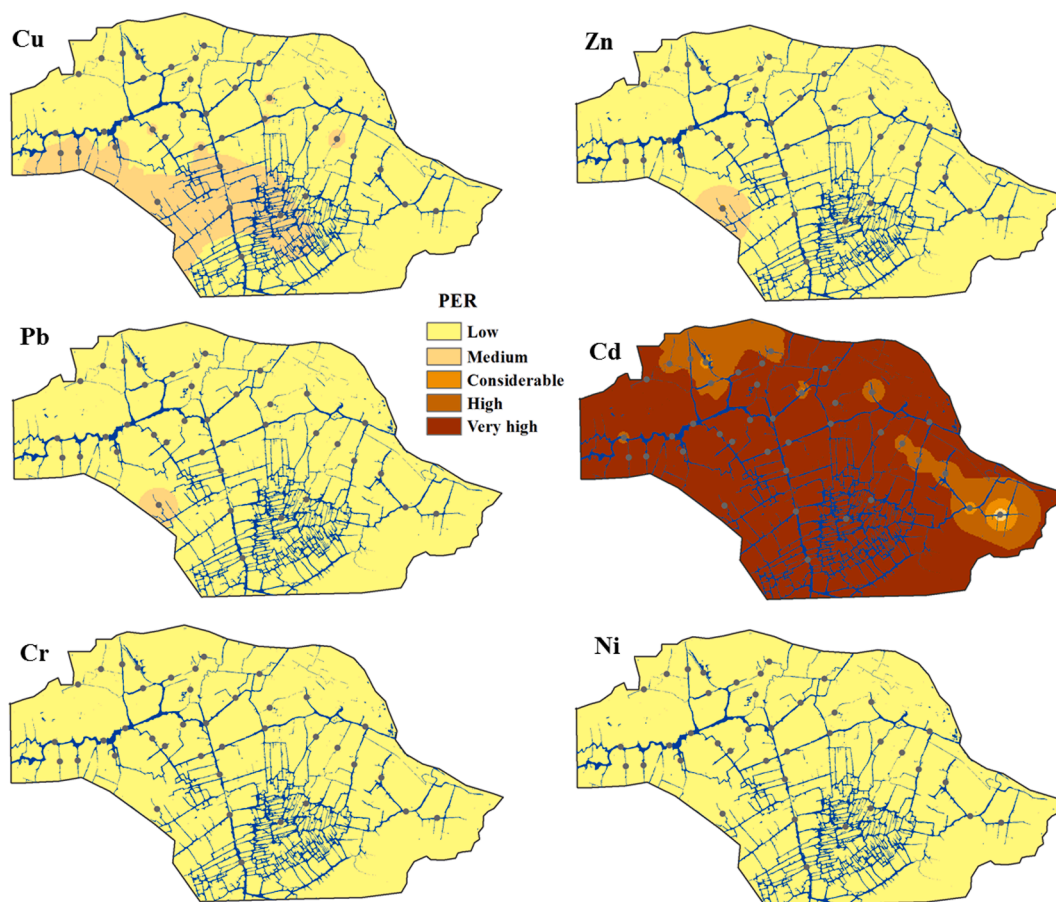 Cu
Zn
PER
Low
Medium
Considerable
High
Very high
Pb
Cd
Cr
Ni